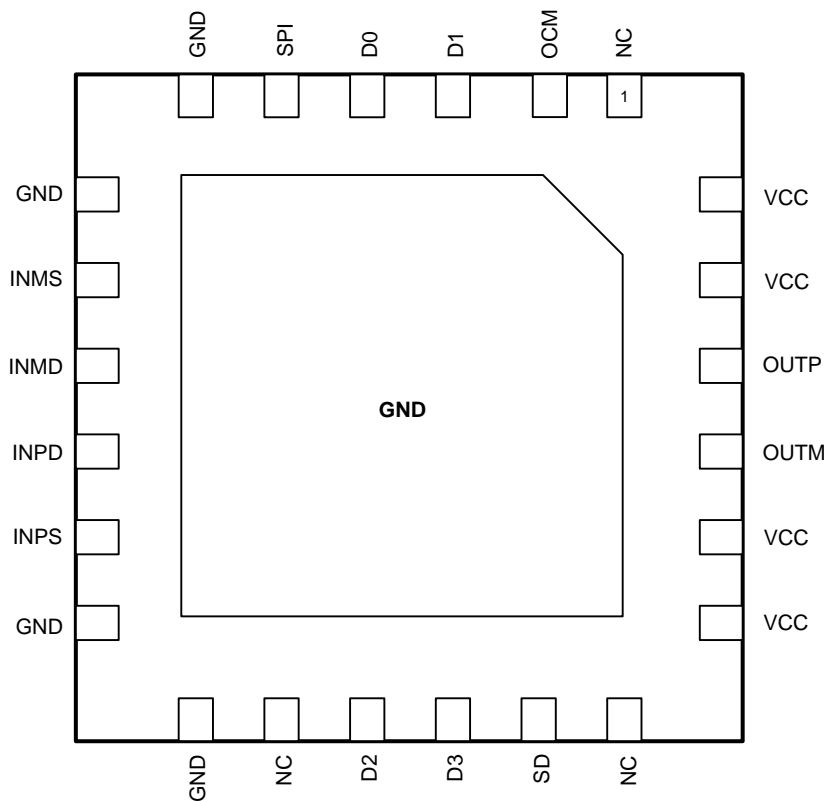 GND
SPI
D0
D1
OCM
NC
1
GND
INMS
INMD
INPD
INPS
GND
GND
VCC
VCC
OUTP
OUTM
VCC
VCC
GND
NC
D2
D3
SD
NC